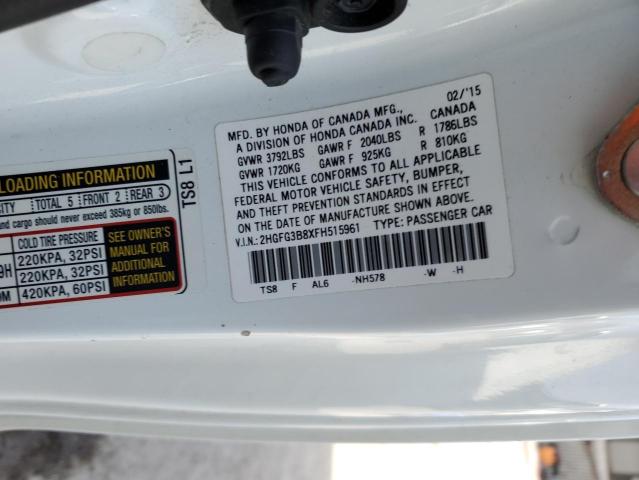 LOADING INFORMATION
CITY TOTAL 5 FRONT 2 REAR 3
and cargo should never exceed 385kg or 850lbs.
COLD TIRE PRESSURE
220KPA, 32PSI
220KPA, 32PSI
420KPA, 60PSI
SEE OWNER'S
MANUAL FOR
ADDITIONAL
INFORMATION
TS8 L1
MFD. BY HONDA OF CANADA MFG., 02/'15
A DIVISION OF HONDA CANADA INC. CANADA
GVWR 3792LBS GAWR F 2040LBS R 1786LBS
GVWR 1720KG GAWR F 925KG R 810KG
THIS VEHICLE CONFORMS TO ALL APPLICABLE
FEDERAL MOTOR VEHICLE SAFETY, BUMPER,
AND THEFT PREVENTION STANDARDS IN EFFECT
ON THE DATE OF MANUFACTURE SHOWN ABOVE.
V.I.N.: 2HGFG3B8XFH515961 TYPE: PASSENGER CAR
TS8 F AL6 -NH578 -W -H